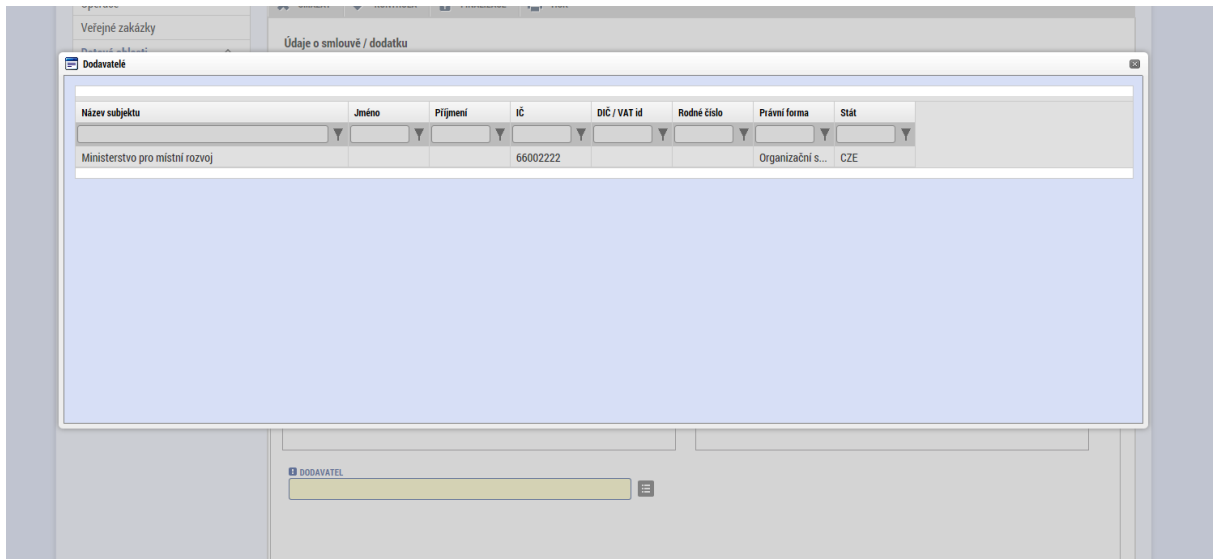 Veřejné zakázky
Údaje o smlouvě / dodatku
Dodavatelé
Název subjektu Jméno Příjmení IČ DIČ / VAT id Rodné číslo Právní forma Stát
Ministerstvo pro místní rozvoj 66002222 Organizační s... CZE
DODAVATEL